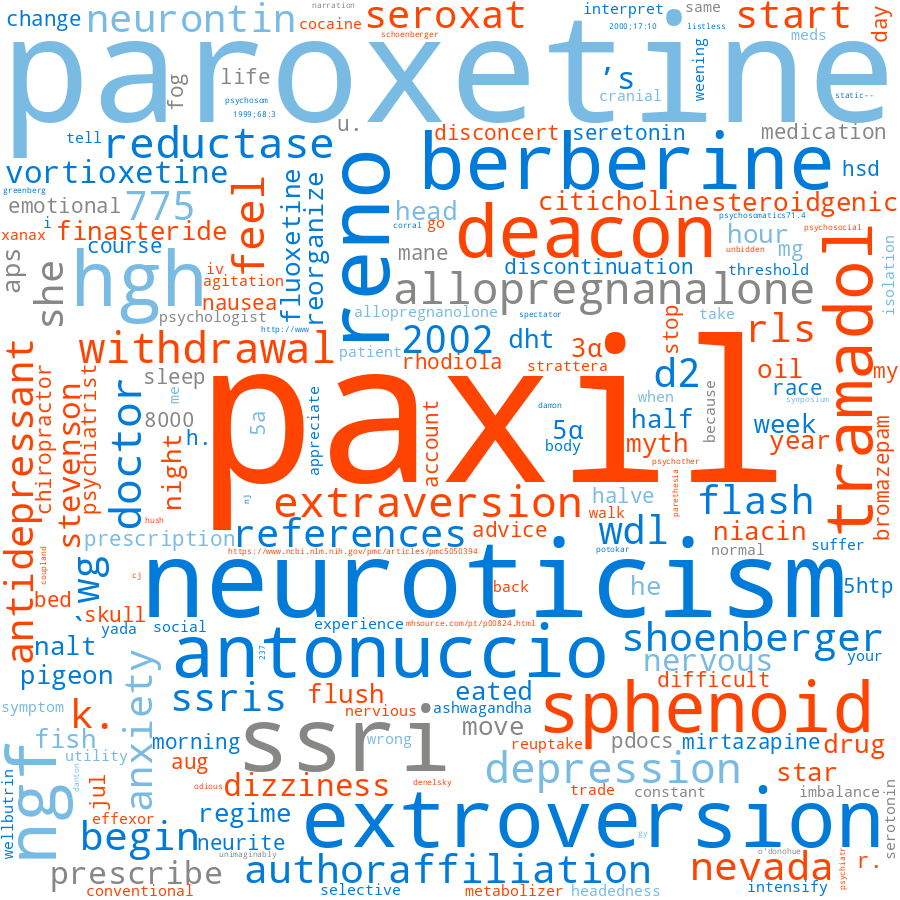 change
neurontin
cocaine
seroxat
schoenberger
interpret
2000;17:10
same
listless
start
day
paroxetine
meds
fog
life
psychosom
1999;68:3
’s
cranial
weening
static--
tell
reductase
u.
disconcert
seretonin
medication
vortioxetine
berberine
hsd
greenberg
emotional
775
feel
fluoxetine
reorganize
reno
head
go
corral
citicholine
steroidgenic
psychosomatics71.4
psychosocial
xanax
i
finasteride
deacon
hour
unbidden
aps
she
course
hgh
iv
agitation
nausea
mane
discontinuation
mg
threshold
tramadol
isolation
psychologist
http://www
allopregnanalone
allopregnanolone
spectator
take
withdrawal
patient
2002
dht
3α
stop
rls
rhodiola
strattera
antidepressant
chiropractor
stevenson
psychiatrist
doctor
sleep
me
8000
h.
night
5a
appreciate
paxil
d2
oil
my
race
symposium
when
because
damon
account
5α
body
half
myth
week
year
psychother
bromazepam
nj
extraversion
halve
parethesia
flash
hush
walk
prescription
references
advice
wdl
niacin
normal
suffer
https://www.ncbi.nlm.nih.gov/pmc/articles/pmc5050394
potokar
coupland
`wg
cj
neuroticism
back
he
5htp
bed
skull
yada
social
experience
mhsource.com/pt/p00824.html
nalt
antonuccio
237
shoenberger
your
pigeon
anxiety
nervous
difficult
ssris
flush
eated
ashwagandha
sphenoid
symptom
k.
nervious
move
fish
ssri
wrong
reuptake
pdocs
mirtazapine
drug
utility
morning
aug
danton
ngf
wellbutrin
jul
odious
dizziness
denelsky
depression
star
trade
constant
imbalance
serotonin
effexor
regime
extroversion
begin
neurite
gy
unimaginably
o'donohue
prescribe
authoraffiliation
nevada
psychiatr
r.
conventional
selective
metabolizer
headedness
intensify
narration